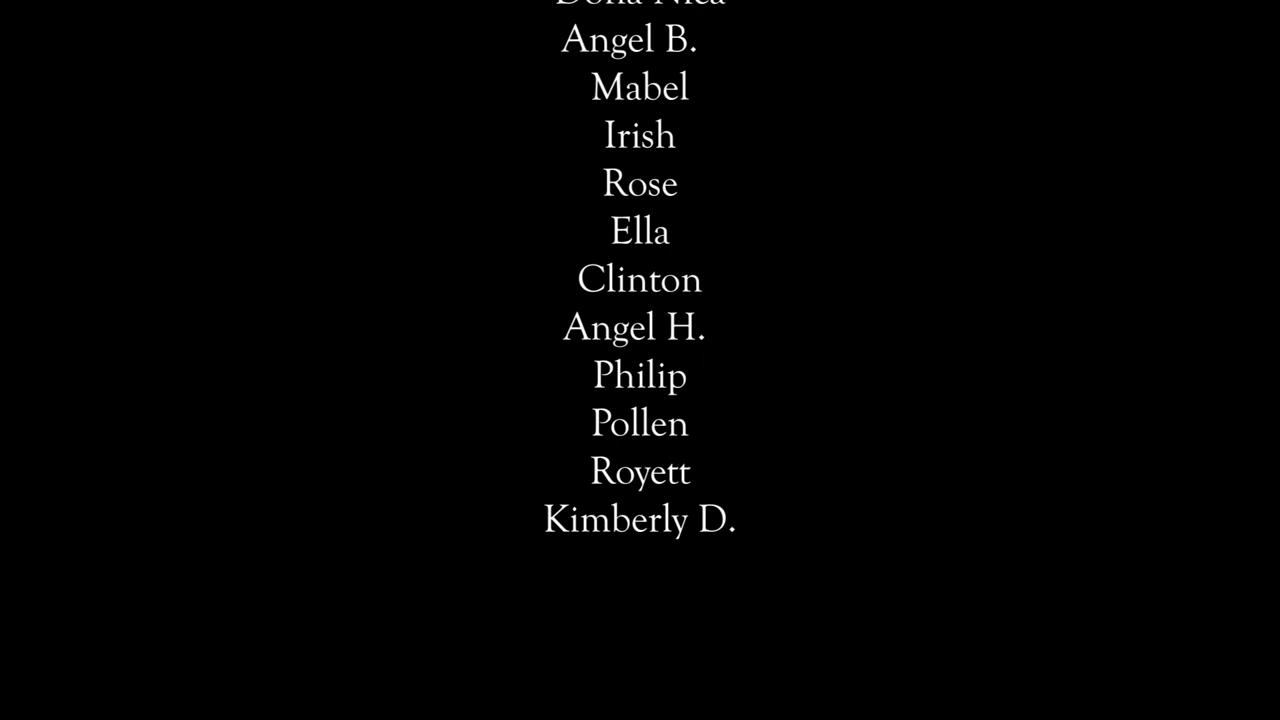 Angel B.
Mabel
Irish
Rose
Ella
Clinton
Angel H.
Philip
Pollen
Royett
Kimberly D.